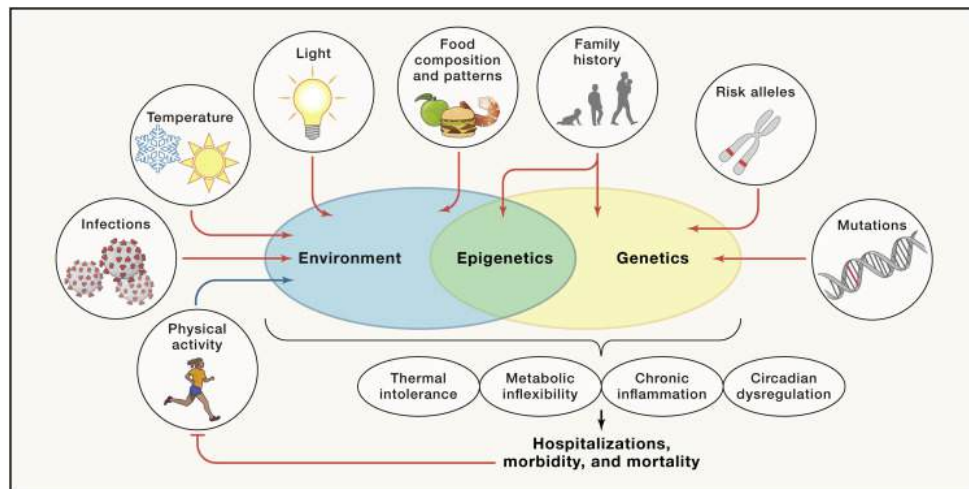 Light
Food
composition
and patterns
Family
history
Risk alleles
Temperature
Infections
Mutations
Environment
Epigenetics
Genetics
Physical
activity
Thermal
intolerance
Metabolic
inflexibility
Chronic
inflammation
Circadian
dysregulation
Hospitalizations,
morbidity, and mortality